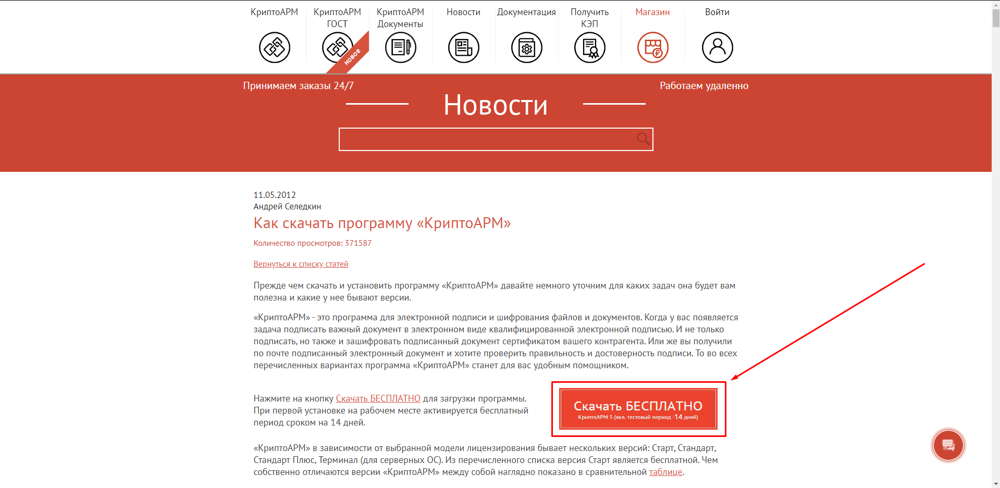 КриптоАРМ
КриптоАРМ
ГОСТ
новое
КриптоАРМ
Документы
Новости
Документация
Получить
КЭП
Магазин
Войти
Принимаем заказы 24/7
Работаем удаленно
Новости
11.05.2012
Андрей Селедкин
Как скачать программу «КриптоАРМ»
Количество просмотров: 371587
Вернуться к списку статей
Прежде чем скачать и установить программу «КриптоАРМ» давайте немного уточним для каких задач она будет вам
полезна и какие у нее бывают версии.
«КриптоАРМ» - это программа для электронной подписи и шифрования файлов и документов. Когда у вас появляется
задача подписать важный документ в электронном виде квалифицированной электронной подписью. И не только
подписать, но также и зашифровать подписанный документ сертификатом вашего контрагента. Или же вы получили
по почте подписанный электронный документ и хотите проверить правильность и достоверность подписи. То во всех
перечисленных вариантах программа «КриптоАРМ» станет для вас удобным помощником.
Нажмите на кнопку Скачать БЕСПЛАТНО для загрузки программы.
При первой установке на рабочем месте активируется бесплатный
период сроком на 14 дней.
Скачать БЕСПЛАТНО
КриптоАРМ 5 (вкл. тестовый период -14 дней)
«КриптоАРМ» в зависимости от выбранной модели лицензирования бывает нескольких версий: Старт, Стандарт,
Стандарт Плюс, Терминал (для серверных ОС). Из перечисленного списка версия Старт является бесплатной. Чем
собственно отличаются версии «КриптоАРМ» между собой наглядно показано в сравнительной таблице.